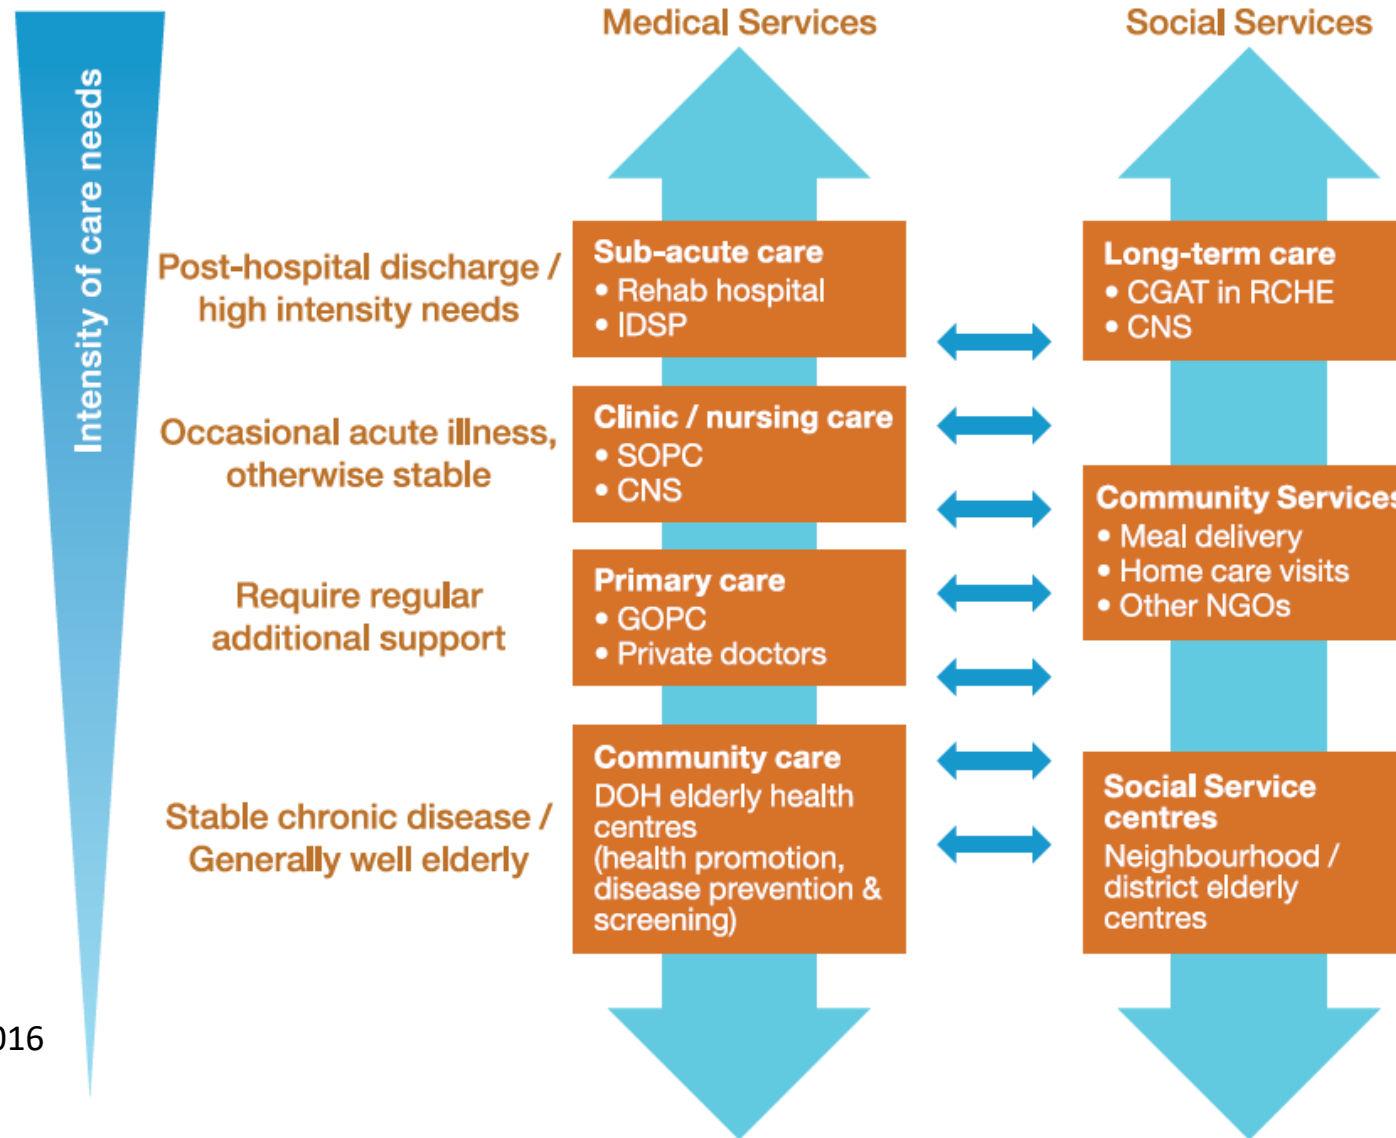 Medical Services
Social Services
Intensity of care needs
Post-hospital discharge /
high intensity needs
Sub-acute care
• Rehab hospital
• IDSP
Long-term care
• CGAT in RCHE
• CNS
Occasional acute illness,
otherwise stable
Clinic / nursing care
• SOPC
• CNS
Community Services
• Meal delivery
• Home care visits
• Other NGOs
Require regular
additional support
Primary care
• GOPC
• Private doctors
Stable chronic disease /
Generally well elderly
Community care
DOH elderly health
centres
(health promotion,
disease prevention &
screening)
Social Service
centres
Neighbourhood /
district elderly
centres
016